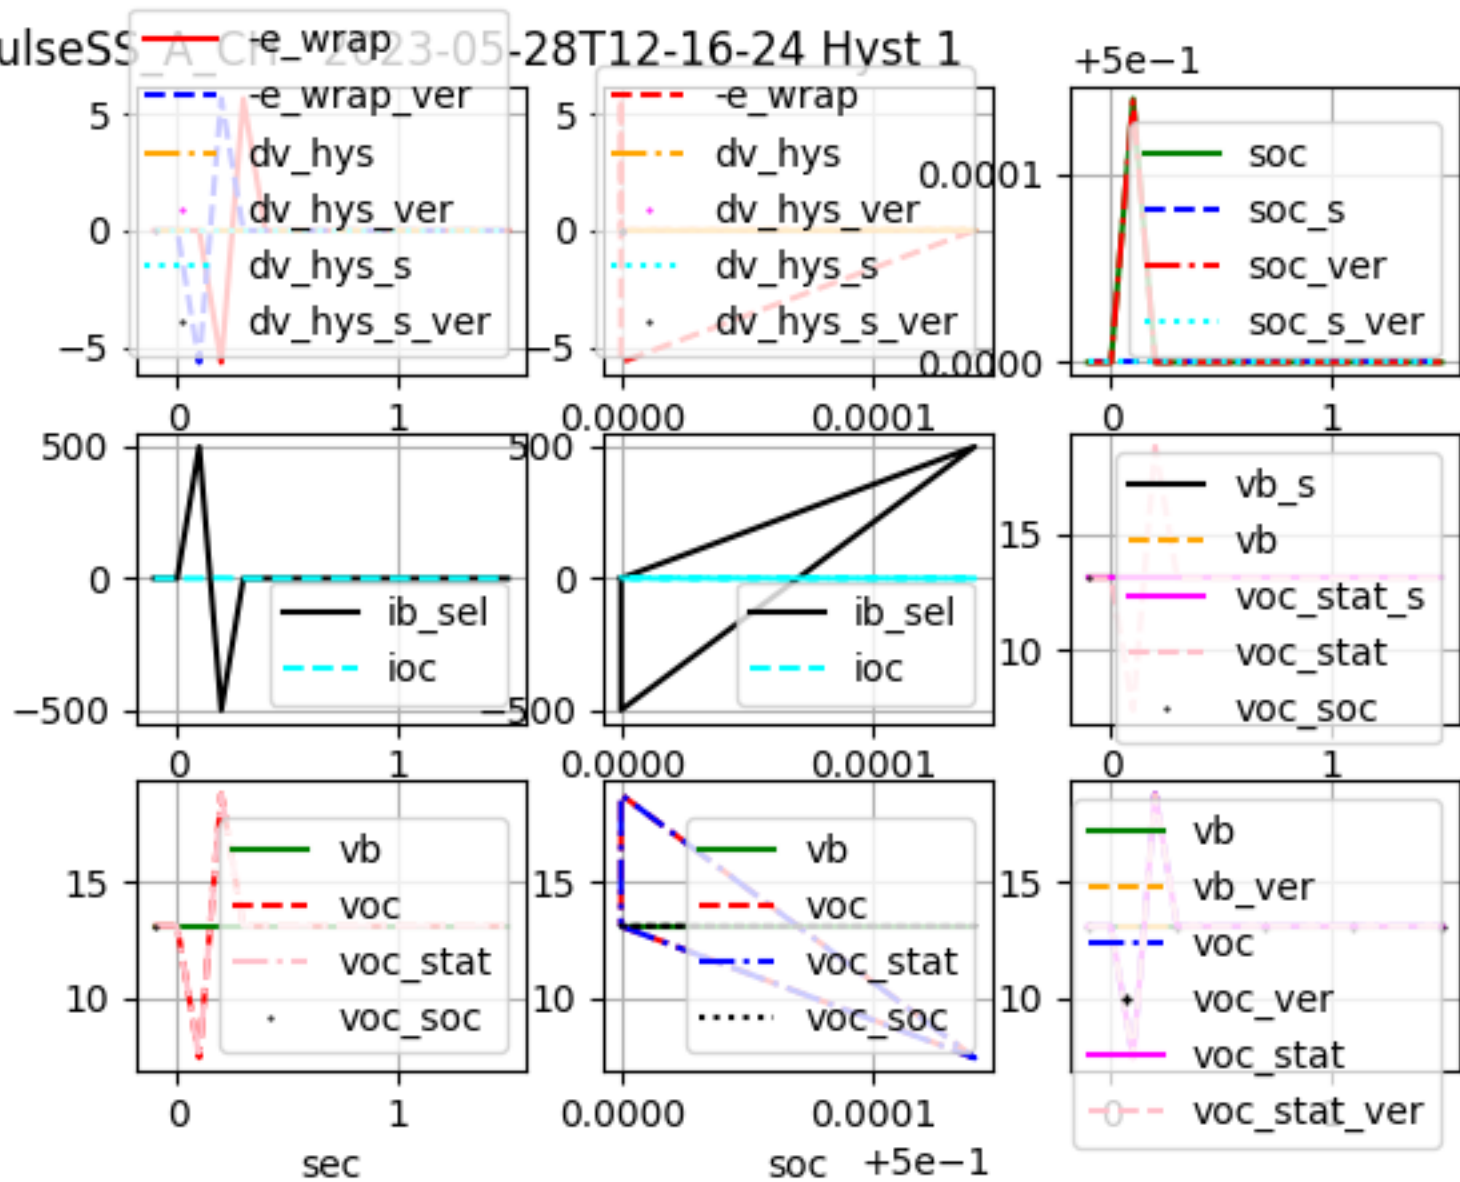 ulseSS_A_Ch 2023-05-28T12-16-24 Hyst 1
-e_wrap
-e_wrap_ver
dv_hys
dv_hys_ver
dv_hys_s
dv_hys_s_ver
5
0
−5
0 1
-e_wrap
dv_hys
dv_hys_ver
dv_hys_s
dv_hys_s_ver
5
0
−5
0.0000 0.0001
+5e−1
soc
soc_s
soc_ver
soc_s_ver
0.0001
0.0000
0 1
500
0
−500
ib_sel
ioc
0 1
500
0
−500
ib_sel
ioc
0.0000 0.0001
15
10
vb_s
vb
voc_stat_s
voc_stat
voc_soc
0 1
15
10
vb
voc
voc_stat
voc_soc
0 1
sec
15
10
vb
voc
voc_stat
voc_soc
0.0000 0.0001
soc +5e−1
15
10
vb
vb_ver
voc
voc_ver
voc_stat
voc_stat_ver
0 1